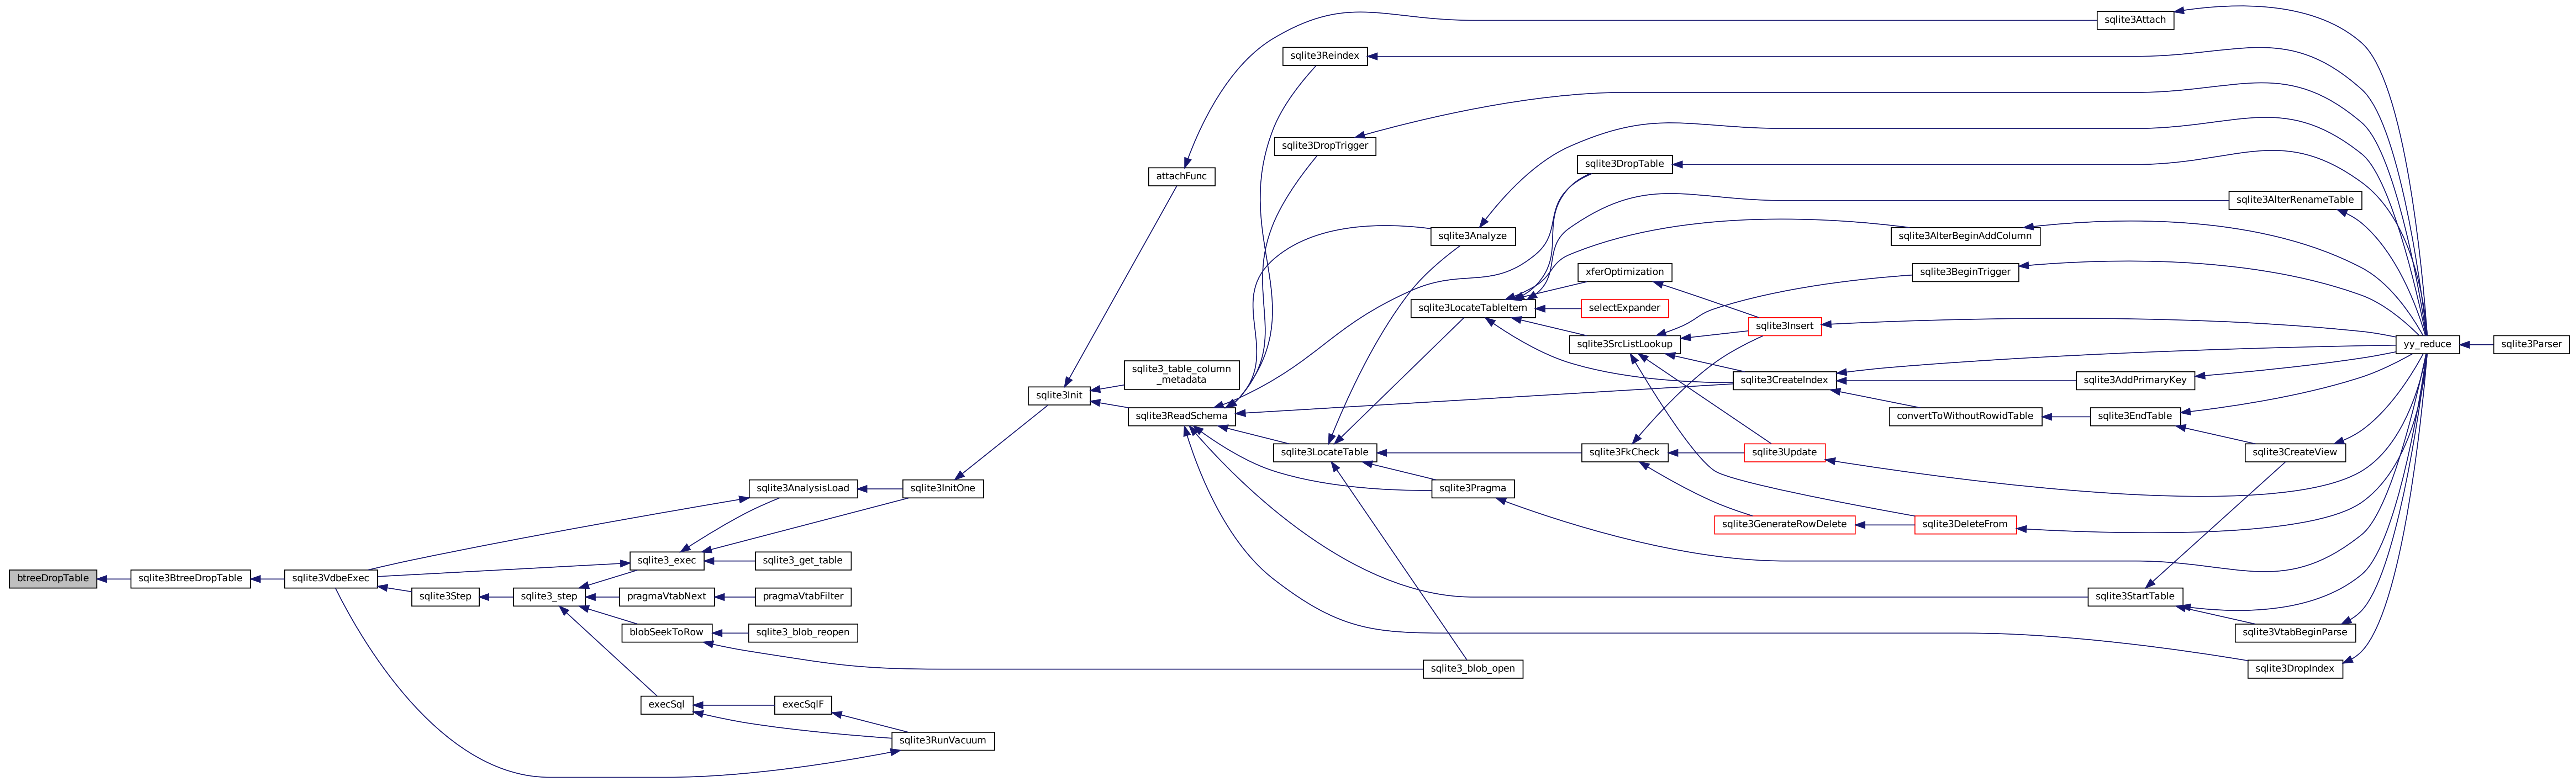 sqlite3Attach
sqlite3Reindex
sqlite3DropTrigger
sqlite3DropTable
attachFunc
sqlite3AlterRenameTable
sqlite3Analyze
sqlite3AlterBeginAddColumn
xferOptimization
sqlite3BeginTrigger
sqlite3LocateTableItem
selectExpander
sqlite3Insert
sqlite3SrcListLookup
yy_reduce
sqlite3Parser
sqlite3_table_column
_metadata
sqlite3CreateIndex
sqlite3AddPrimaryKey
sqlite3Init
sqlite3ReadSchema
convertToWithoutRowidTable
sqlite3EndTable
sqlite3LocateTable
sqlite3FkCheck
sqlite3Update
sqlite3CreateView
sqlite3AnalysisLoad
sqlite3InitOne
sqlite3Pragma
sqlite3GenerateRowDelete
sqlite3DeleteFrom
sqlite3_exec
sqlite3_get_table
btreeDropTable
sqlite3BtreeDropTable
sqlite3VdbeExec
sqlite3Step
sqlite3_step
pragmaVtabNext
pragmaVtabFilter
sqlite3StartTable
blobSeekToRow
sqlite3_blob_reopen
sqlite3VtabBeginParse
sqlite3_blob_open
sqlite3DropIndex
execSql
execSqlF
sqlite3RunVacuum